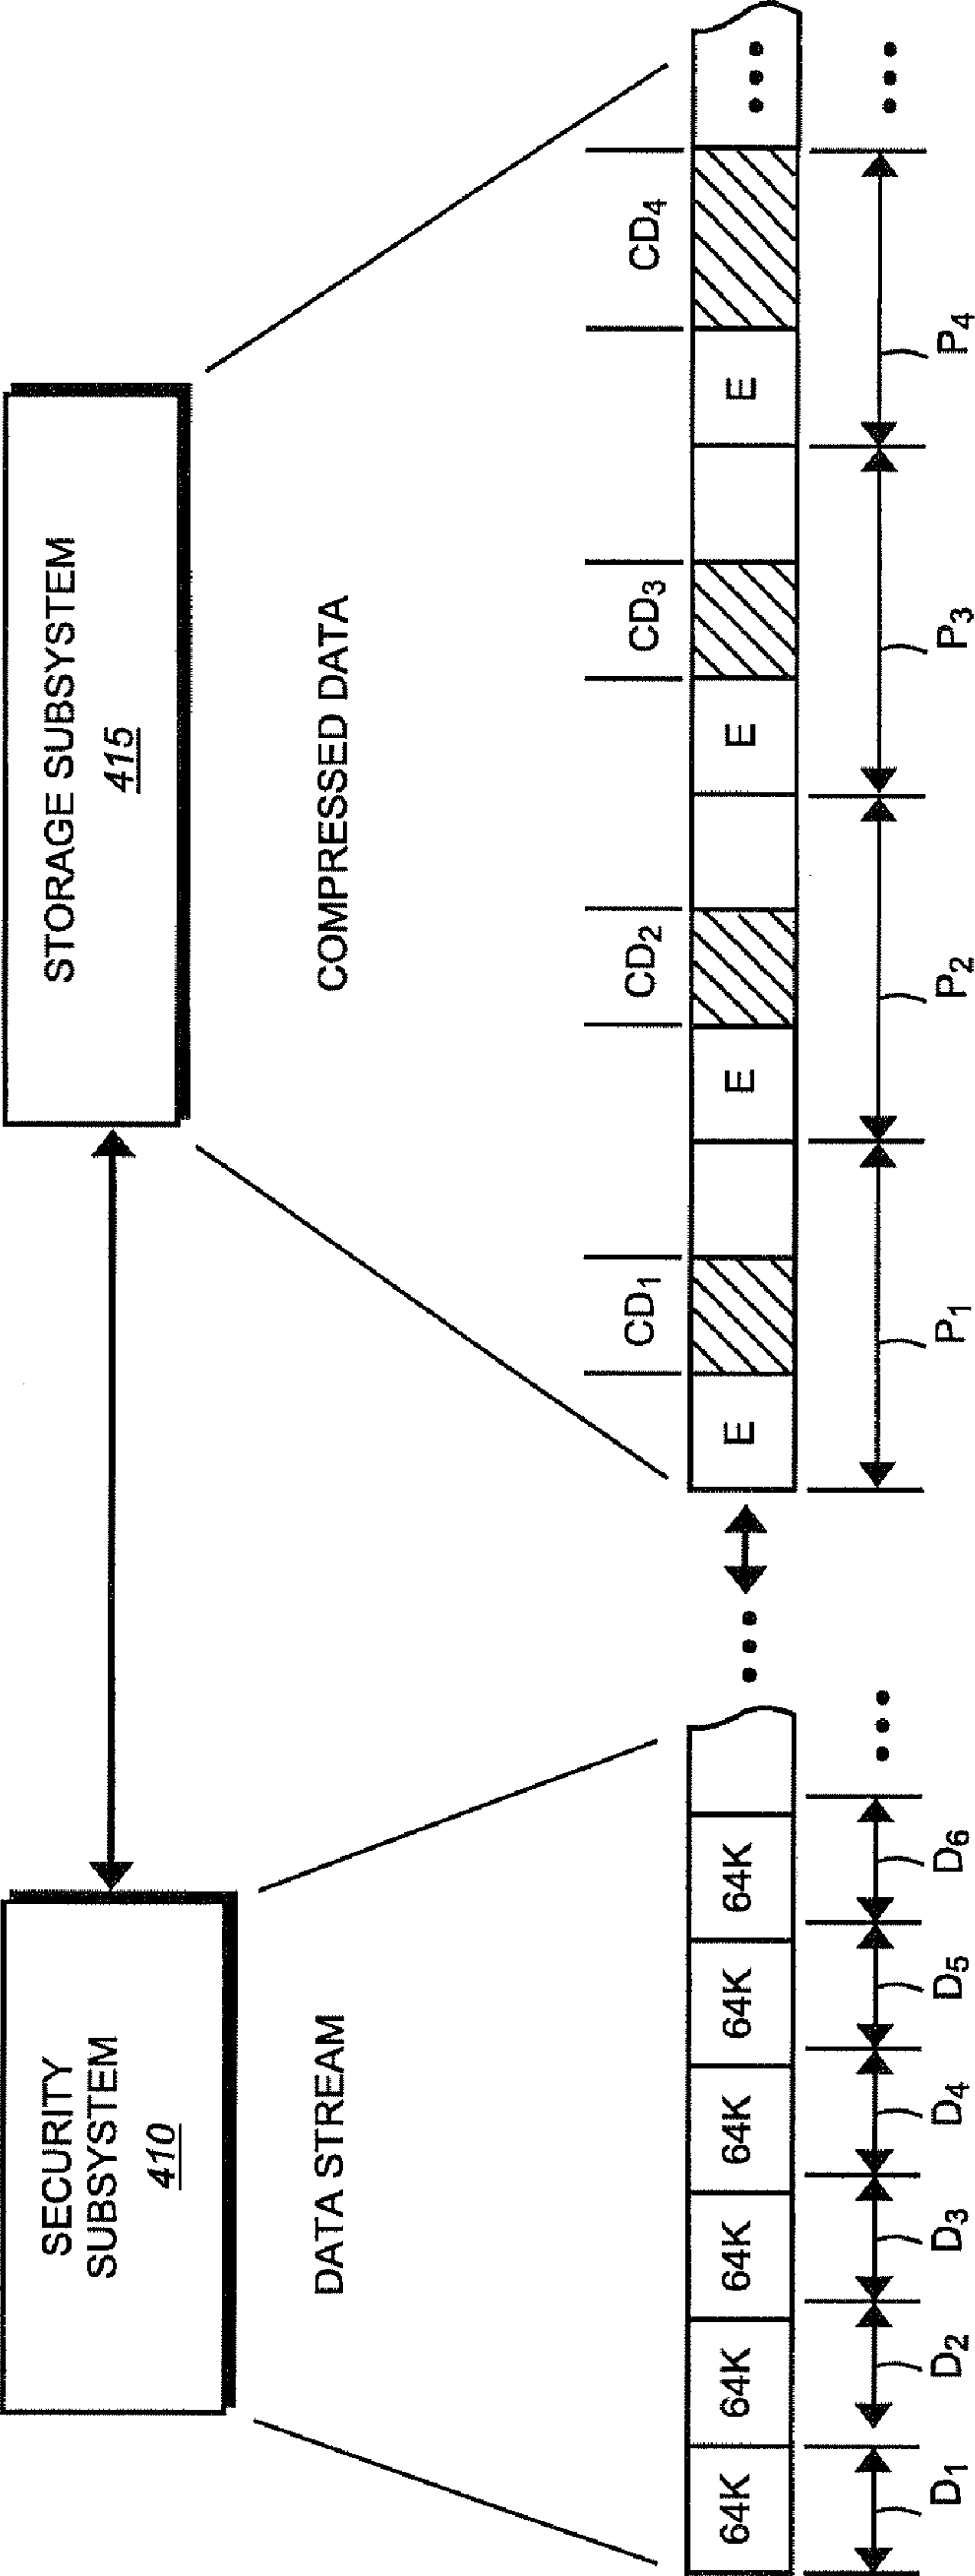 SECURITY
SUBSYSTEM
410
STORAGE SUBSYSTEM
415
DATA STREAM
COMPRESSED DATA
CD1 CD2 CD3 CD4
64K 64K 64K 64K 64K 64K ••• E E E E •••
D1 D2 D3 D4 D5 D6 ••• P1 P2 P3 P4 •••